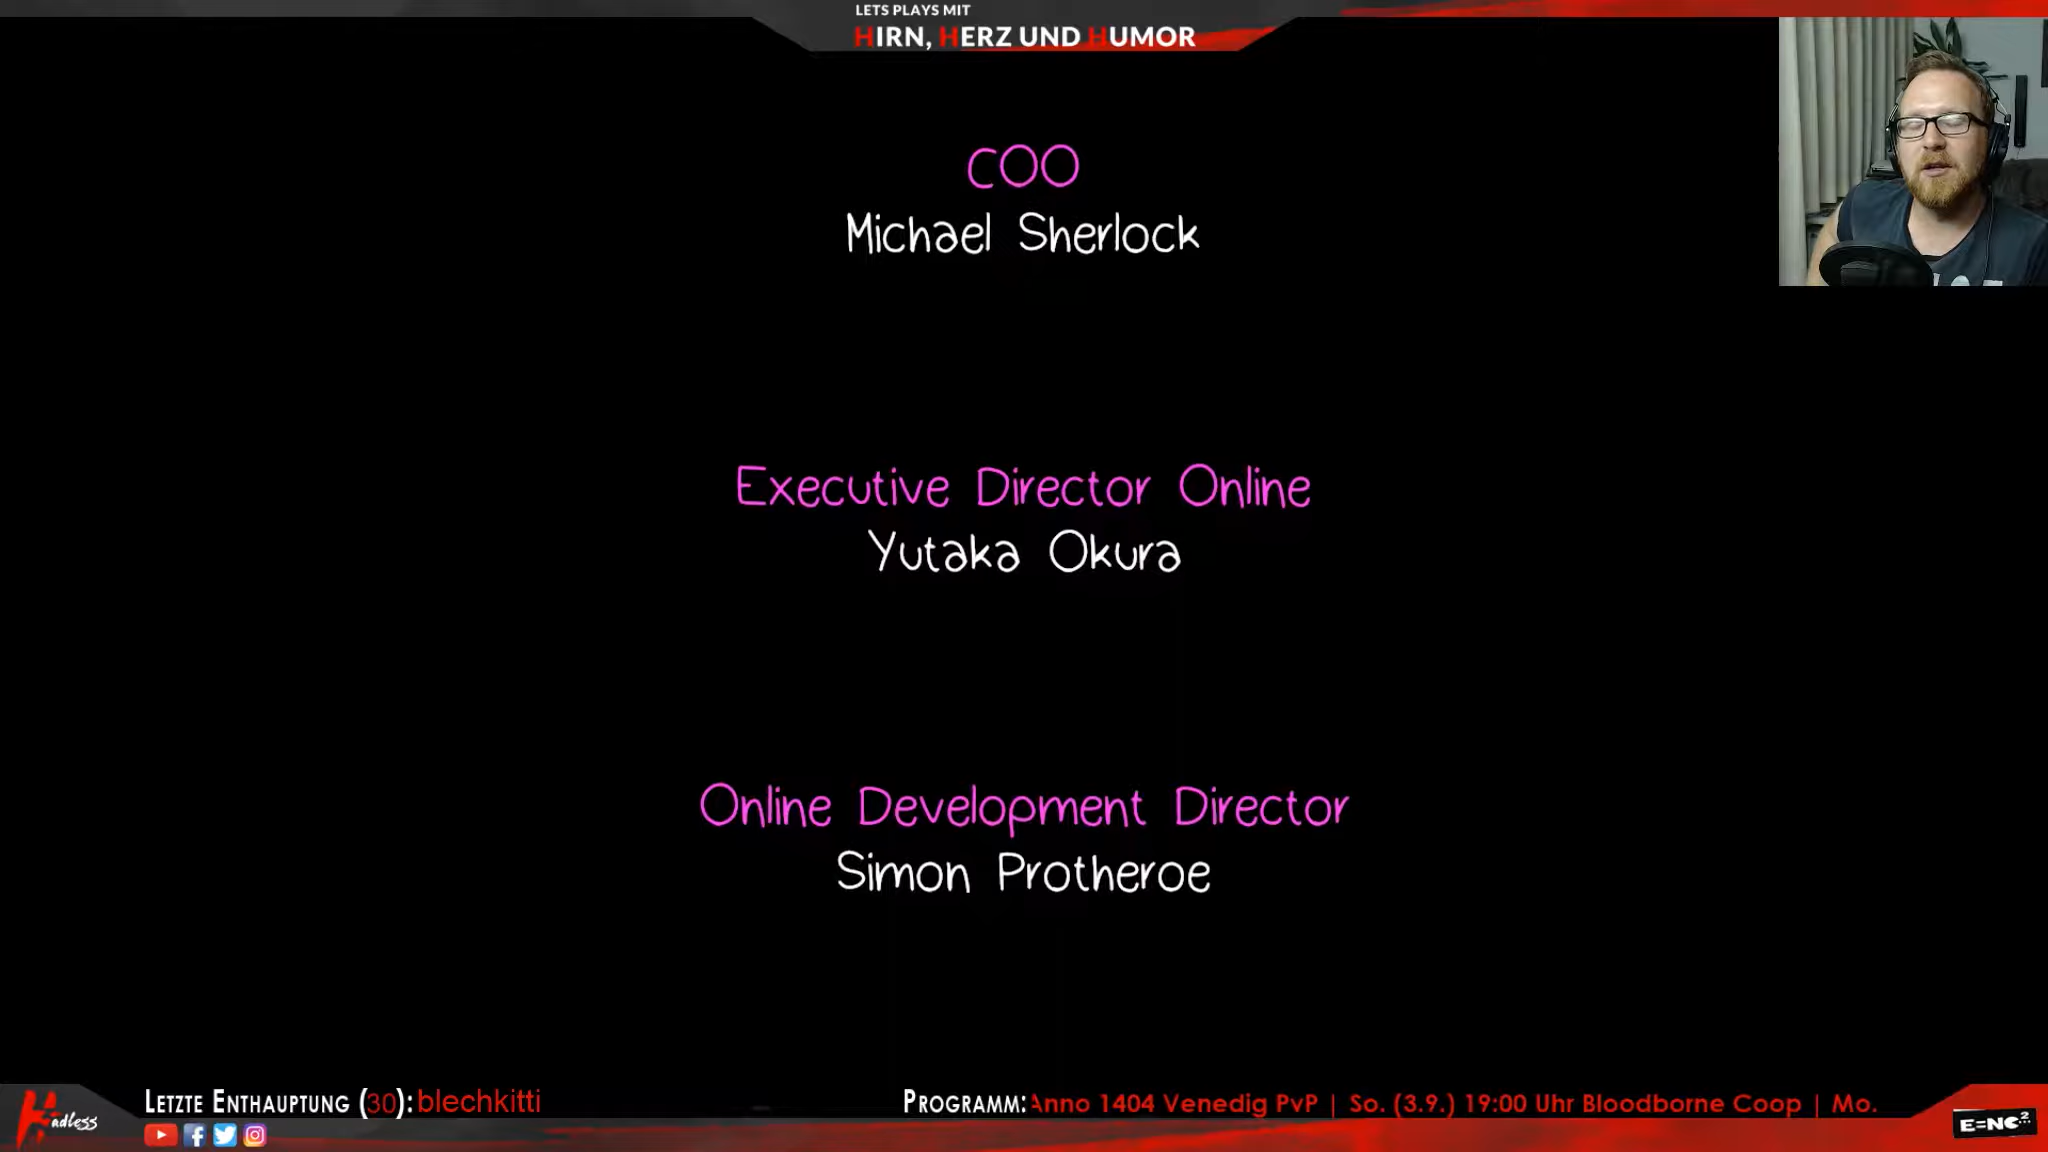 LETS PLAYS MIT
HIRN, HERZ UND HUMOR
COO
Michael Sherlock
Executive Director Online
Yutaka Okura
Online Development Director
Simon Protheroe
Headless
LETZTE ENTHAUPTUNG (30): blechkitti
PROGRAMM: Anno 1404 Venedig PvP | So. (3.9.) 19:00 Uhr Bloodborne Coop | Mo.
E=NC²